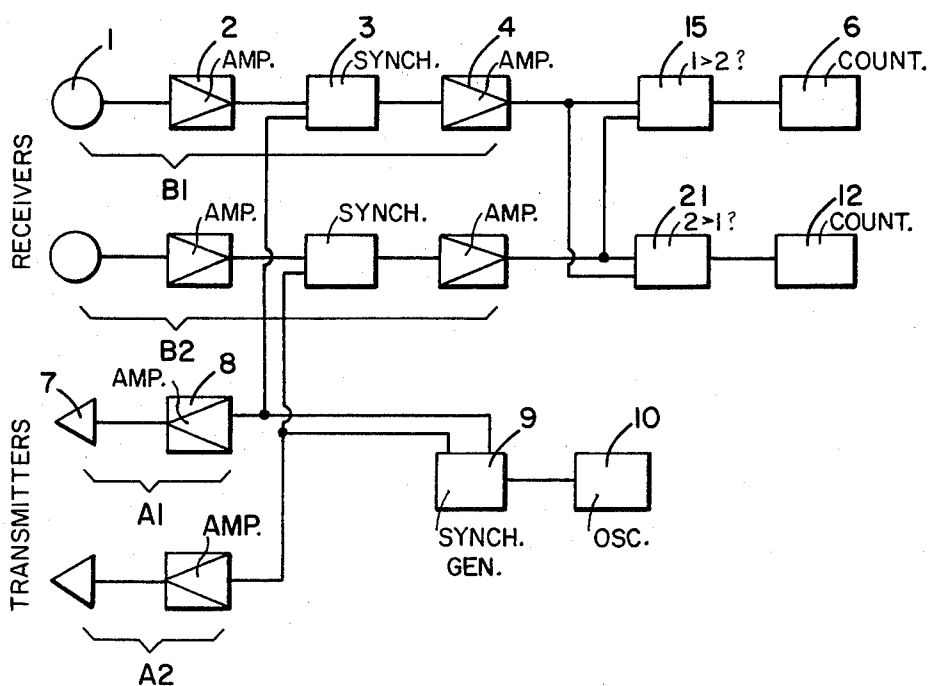 1 2 3 4 15 6
AMP. SYNCH. AMP. 1>2? COUNT.
B1
RECEIVERS
AMP. SYNCH. AMP. 21 12
2>1? COUNT.
B2
7 AMP. 8
A1
9 10
SYNCH. GEN. OSC.
TRANSMITTERS
AMP.
A2